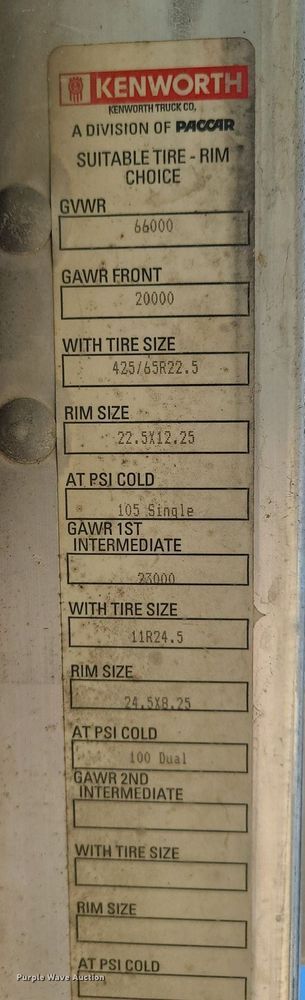 KENWORTH
KENWORTH TRUCK CO,
A DIVISION OF PACCAR
SUITABLE TIRE - RIM
CHOICE
GVWR
66000
GAWR FRONT
20000
WITH TIRE SIZE
425/65R22.5
RIM SIZE
22.5X12.25
AT PSI COLD
105 Single
GAWR 1ST
INTERMEDIATE
23000
WITH TIRE SIZE
11R24.5
RIM SIZE
24.5X8.25
AT PSI COLD
100 Dual
GAWR 2ND
INTERMEDIATE
WITH TIRE SIZE
RIM SIZE
AT PSI COLD
Purple Wave Auction